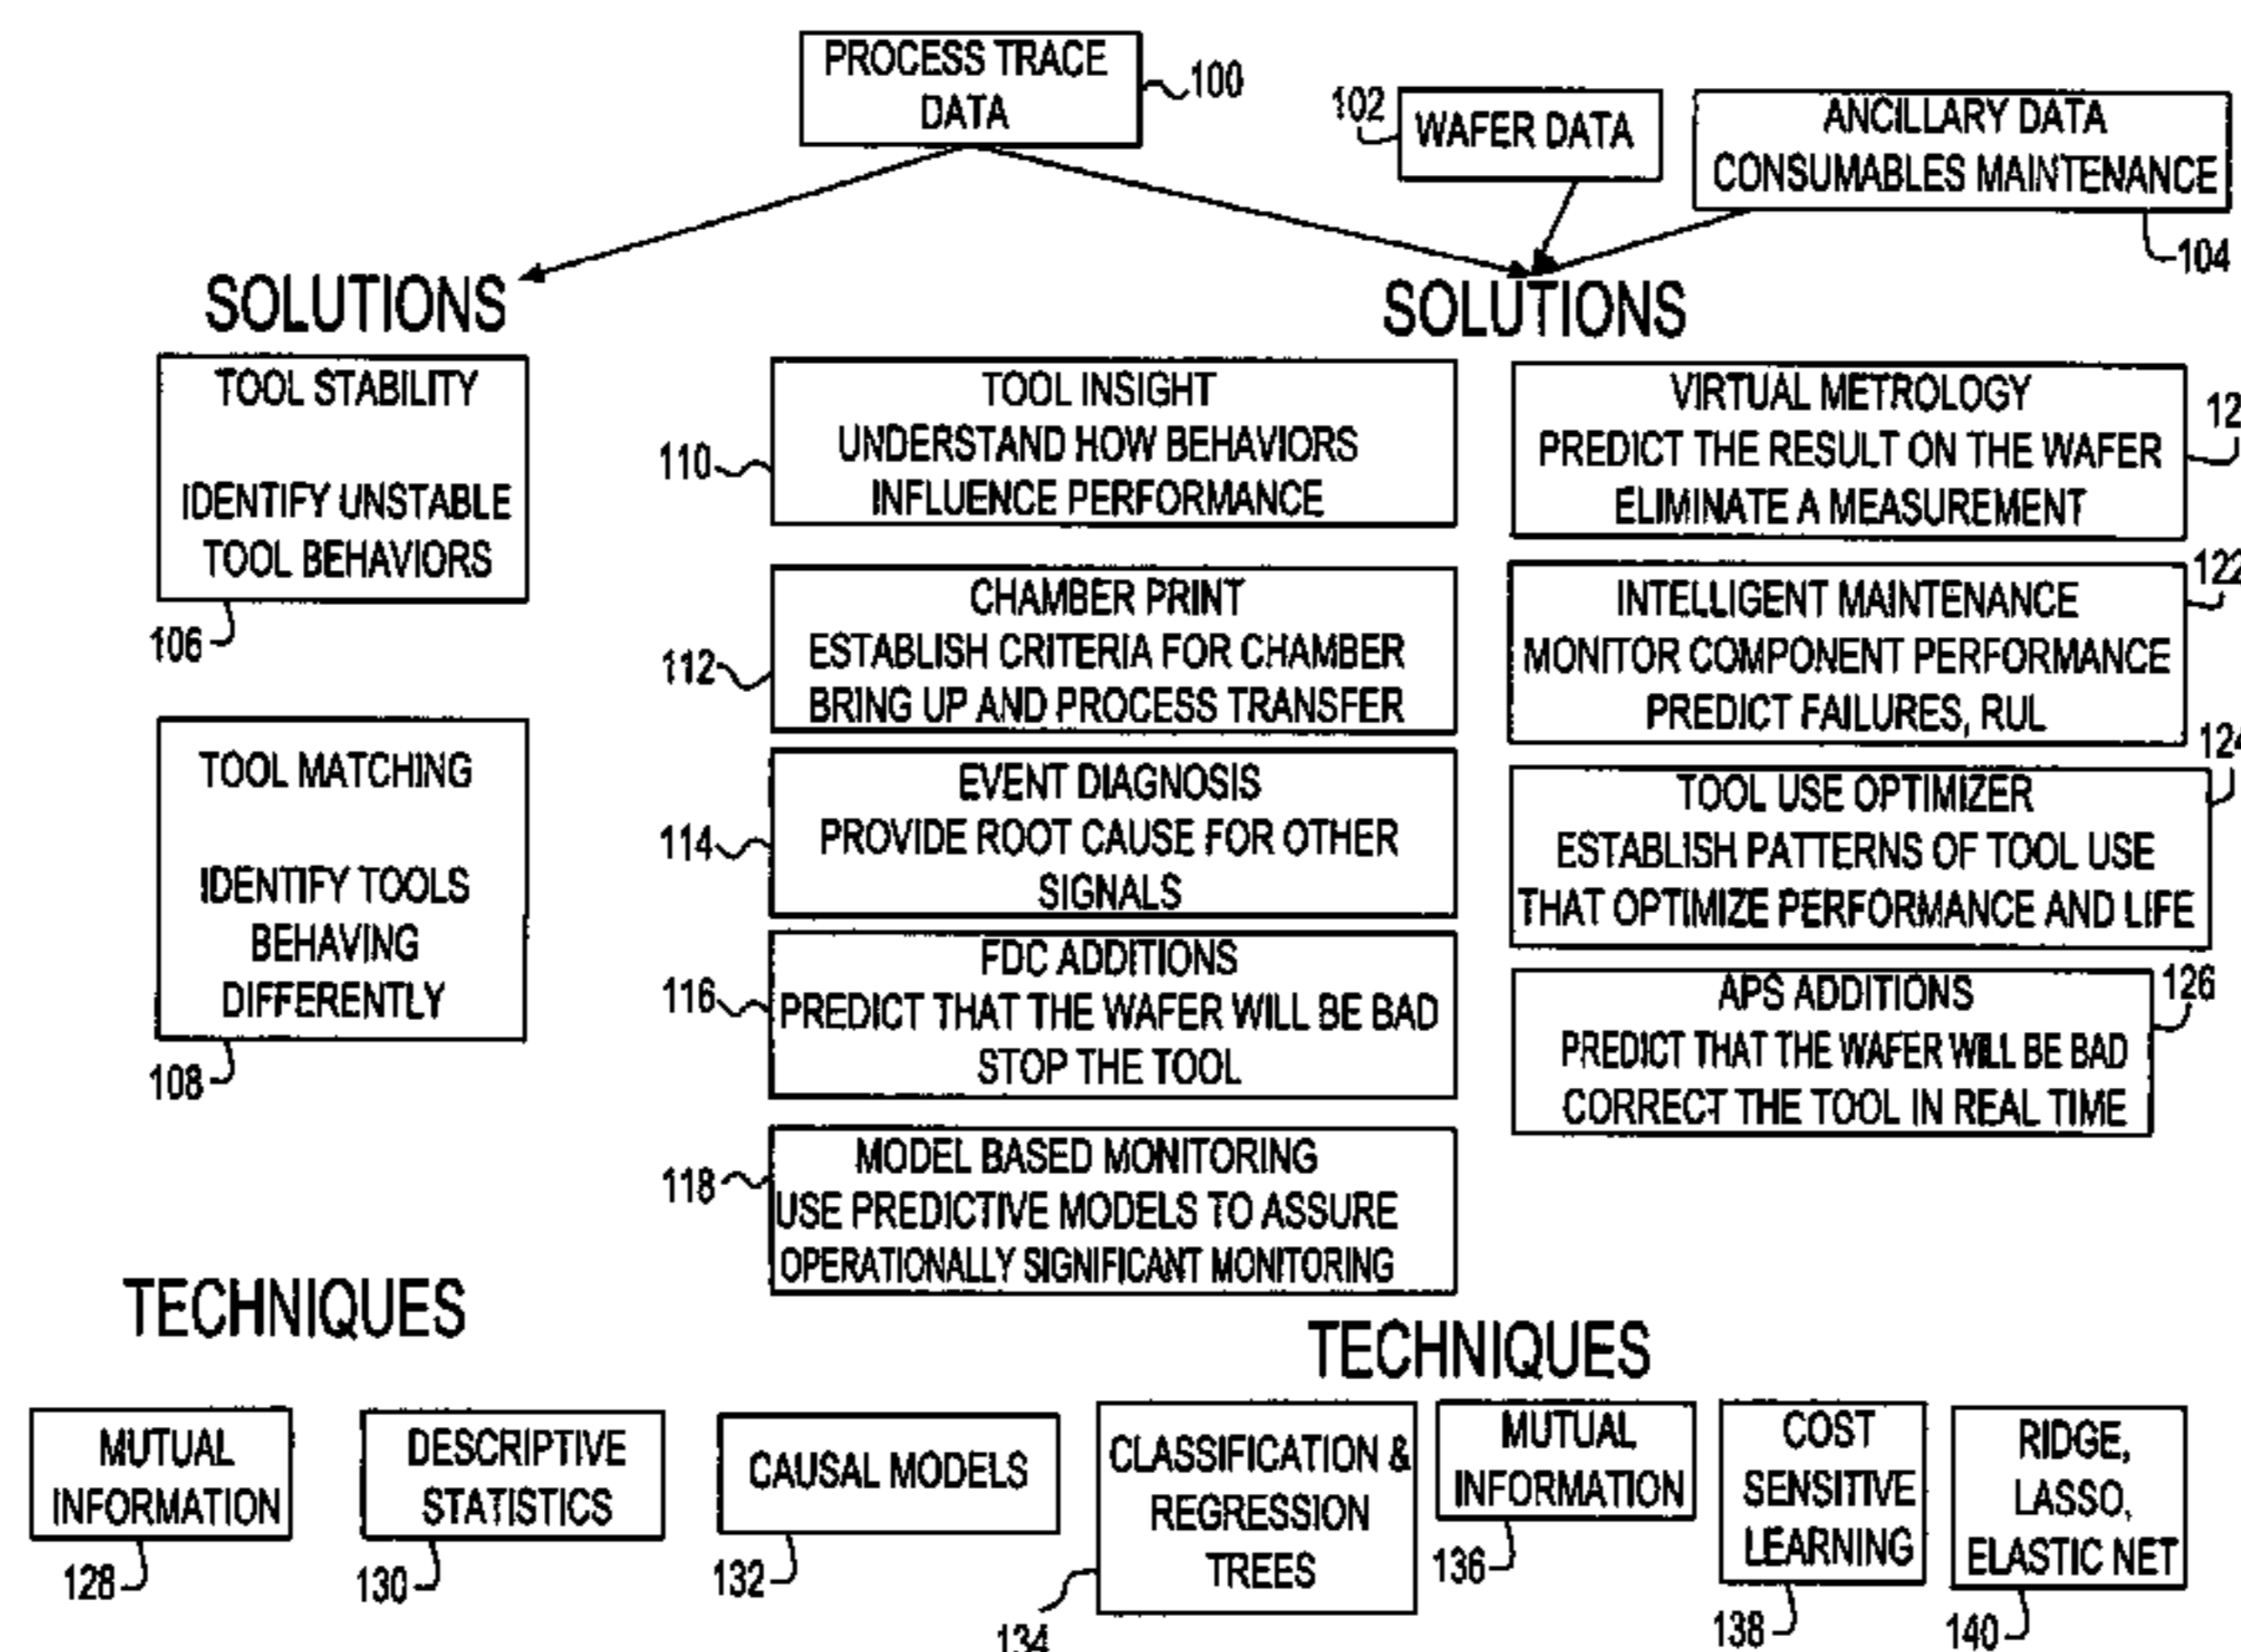 PROCESS TRACE
DATA
100
102
WAFER DATA
ANCILLARY DATA
CONSUMABLES MAINTENANCE
104
SOLUTIONS
TOOL STABILITY
IDENTIFY UNSTABLE
TOOL BEHAVIORS
106
TOOL MATCHING
IDENTIFY TOOLS
BEHAVING
DIFFERENTLY
108
SOLUTIONS
TOOL INSIGHT
UNDERSTAND HOW BEHAVIORS
INFLUENCE PERFORMANCE
110
CHAMBER PRINT
ESTABLISH CRITERIA FOR CHAMBER
BRING UP AND PROCESS TRANSFER
112
EVENT DIAGNOSIS
PROVIDE ROOT CAUSE FOR OTHER
SIGNALS
114
FDC ADDITIONS
PREDICT THAT THE WAFER WILL BE BAD
STOP THE TOOL
116
MODEL BASED MONITORING
USE PREDICTIVE MODELS TO ASSURE
OPERATIONALLY SIGNIFICANT MONITORING
118
VIRTUAL METROLOGY
PREDICT THE RESULT ON THE WAFER
ELIMINATE A MEASUREMENT
INTELLIGENT MAINTENANCE
MONITOR COMPONENT PERFORMANCE
PREDICT FAILURES, RUL
122
TOOL USE OPTIMIZER
ESTABLISH PATTERNS OF TOOL USE
THAT OPTIMIZE PERFORMANCE AND LIFE
124
APS ADDITIONS
PREDICT THAT THE WAFER WILL BE BAD
CORRECT THE TOOL IN REAL TIME
126
TECHNIQUES
MUTUAL
INFORMATION
128
DESCRIPTIVE
STATISTICS
130
TECHNIQUES
CAUSAL MODELS
132
CLASSIFICATION &
REGRESSION
TREES
134
MUTUAL
INFORMATION
136
COST
SENSITIVE
LEARNING
138
RIDGE,
LASSO,
ELASTIC NET
140